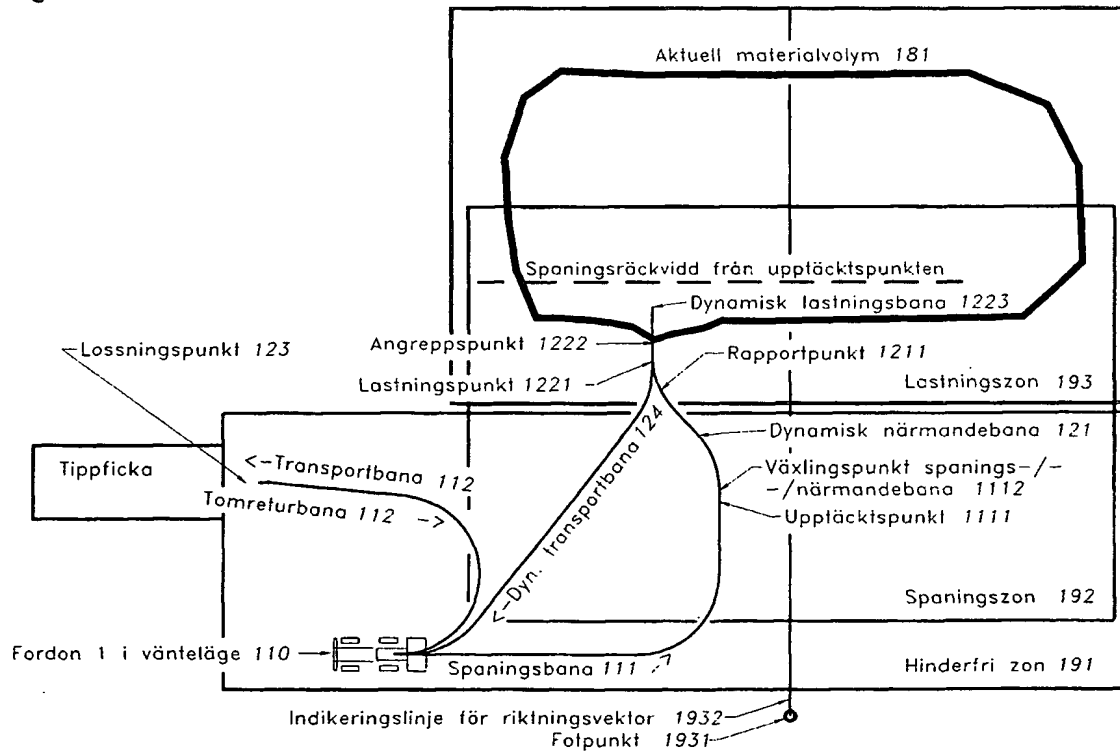 Aktuell materialvolym 181
Spaningsräckvidd från upptäcktspunkten
Dynamisk lastningsbana 1223
Angreppspunkt 1222
Rapportpunkt 1211
Lossningspunkt 123
Lastningspunkt 1221
Lastningszon 193
Dynamisk närmandebana 121
Tippficka
<-Transportbana 112
Växlingspunkt spanings-/-
-/närmandebana 1112
Tomreturbana 112 ->
Upptäcktspunkt 1111
<-Dyn. transportbana 124
Spaningszon 192
Fordon 1 i vänteläge 110
Spaningsbana 111 ->
Hinderfri zon 191
Indikeringslinje för riktningsvektor 1932
Fotpunkt 1931